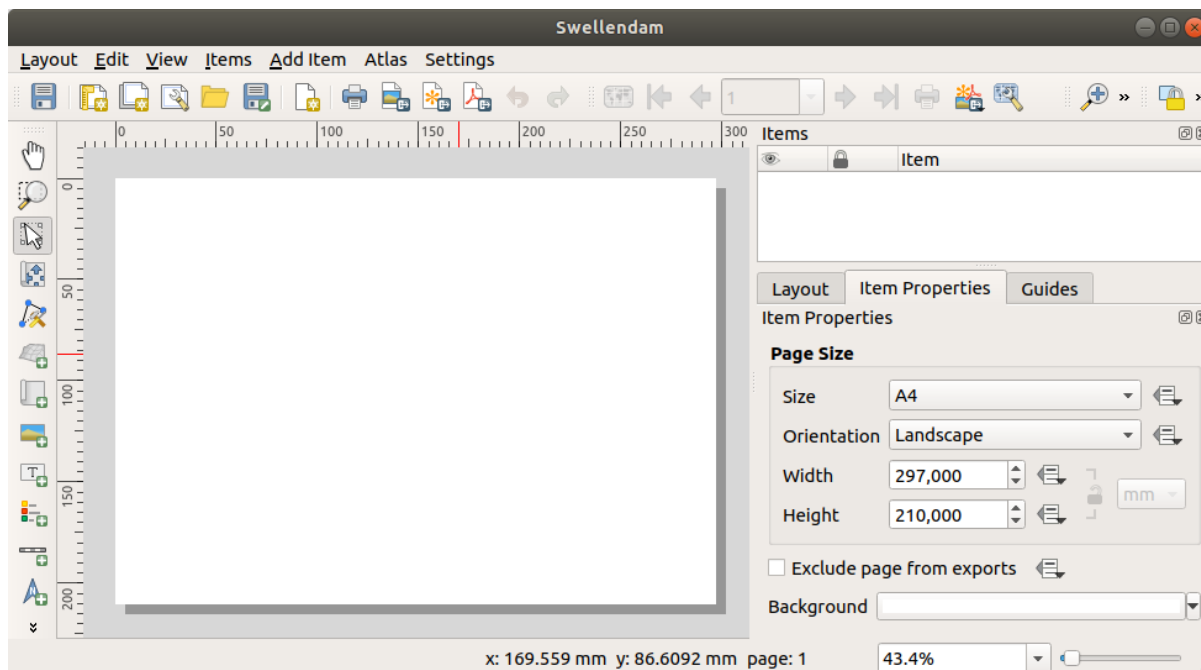 Swellendam
Layout Edit View Items Add Item Atlas Settings
1
»
»
0 50 100 150 200 250 300
0
50
100
150
200
Items
Item
Layout Item Properties Guides
Item Properties
Page Size
Size A4
Orientation Landscape
Width 297,000
mm
Height 210,000
Exclude page from exports
Background
x: 169.559 mm y: 86.6092 mm page: 1 43.4%